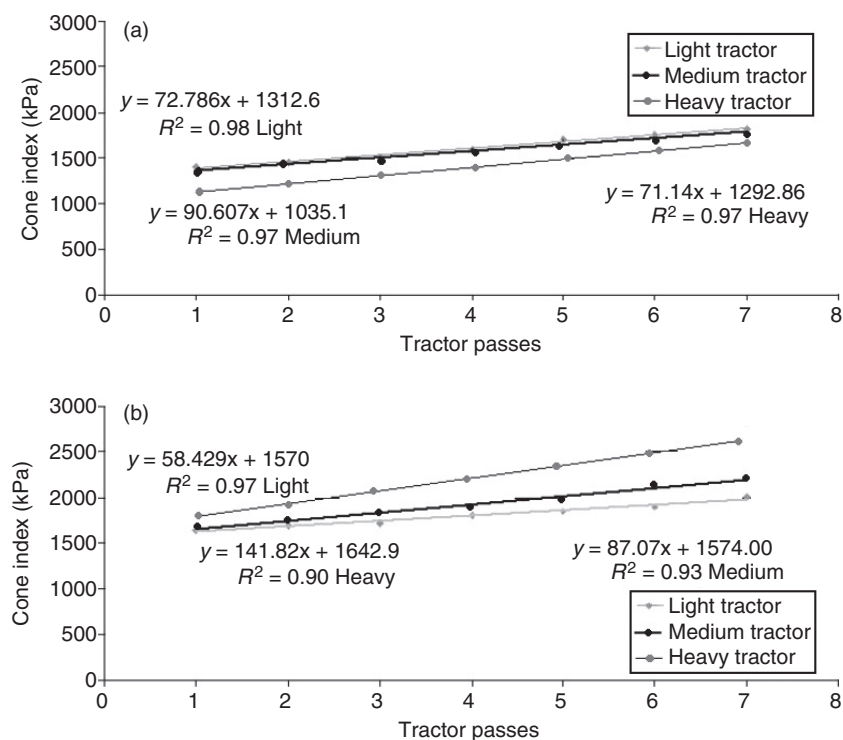 (a)
3000
2500
2000
1500
1000
500
0
Cone index (kPa)
Light tractor
Medium tractor
Heavy tractor
y = 72.786x + 1312.6
R² = 0.98 Light
y = 90.607x + 1035.1
R² = 0.97 Medium
71.14x + 1292.86
R² = 0.97 Heavy
0 1 2 3 4 5 6 7 8
Tractor passes
(b)
3000
2500
2000
1500
1000
500
0
Cone index (kPa)
y = 58.429x + 1570
R² = 0.97 Light
y = 141.82x + 1642.9
R² = 0.90 Heavy
y = 87.07x + 1574.00
R² = 0.93 Medium
Light tractor
Medium tractor
Heavy tractor
0 1 2 3 4 5 6 7 8
Tractor passes